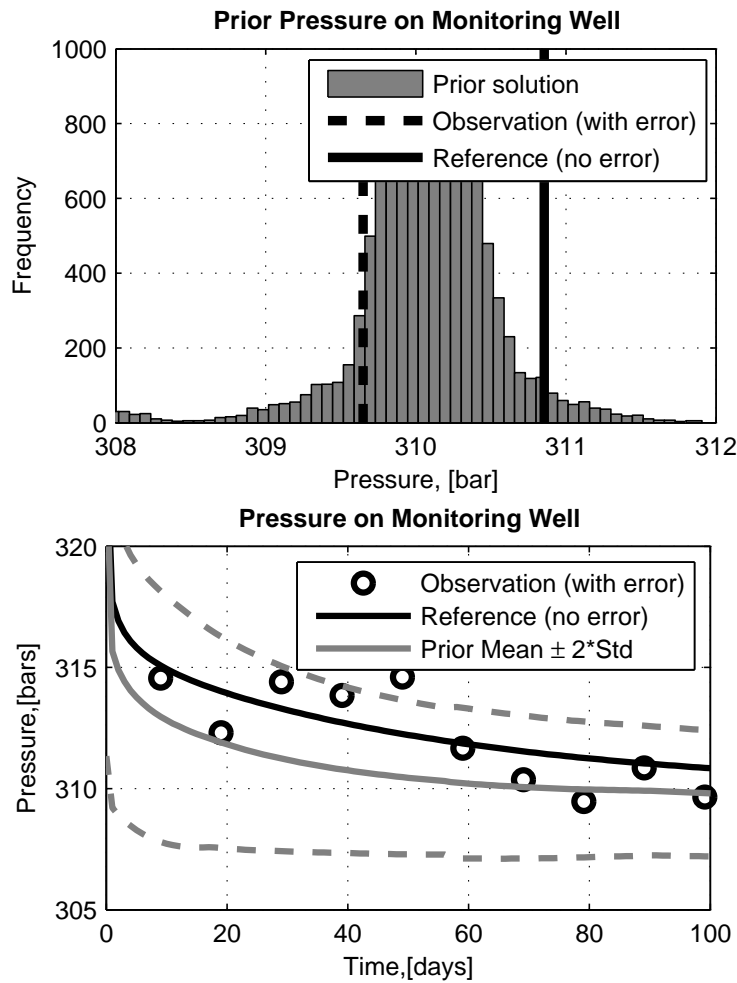 Prior Pressure on Monitoring Well
1000
800
600
400
200
0
Frequency
Prior solution
Observation (with error)
Reference (no error)
308 309 310 311 312
Pressure, [bar]
Pressure on Monitoring Well
320
315
310
305
Pressure,[bars]
Observation (with error)
Reference (no error)
Prior Mean ± 2*Std
0 20 40 60 80 100
Time,[days]